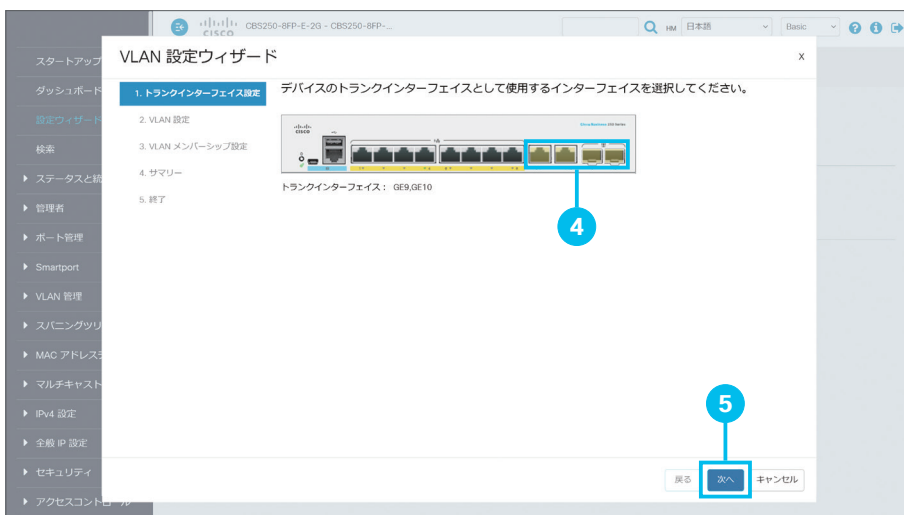 CISCO
CBS250-8FP-E-2G - CBS250-8FP-...
HM
日本語
Basic
スタートアップ
ダッシュボード
設定ウィザード
検索
ステータスと統
管理者
ポート管理
Smartport
VLAN 管理
スパニングツリ
MAC アドレス
マルチキャスト
IPv4 設定
全般 IP 設定
セキュリティ
アクセスコントロール
VLAN 設定ウィザード
x
1. トランクインターフェイス設定
2. VLAN 設定
3. VLAN メンバーシップ設定
4. サマリー
5. 終了
デバイスのトランクインターフェイスとして使用するインターフェイスを選択してください。
CISCO
Cisco Business 250 Series
トランクインターフェイス： GE9,GE10
4
5
戻る
次へ
キャンセル